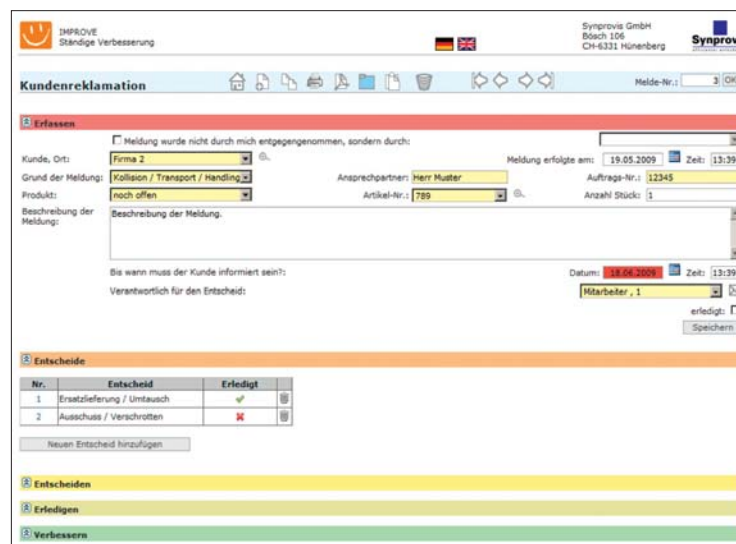 IMPROVE
Ständige Verbesserung
Synprovis GmbH
Bösch 106
CH-6331 Hünenberg
Synprov
Kundenreklamation
Melde-Nr.: 3 OK
Erfassen
Meldung wurde nicht durch mich entgegengenommen, sondern durch:
Kunde, Ort: Firma 2 Meldung erfolgte am: 19.05.2009 Zeit: 13:39
Grund der Meldung: Kollision / Transport / Handling Ansprechpartner: Herr Muster Auftrags-Nr.: 12345
Produkt: noch offen Artikel-Nr.: 789 Anzahl Stück: 1
Beschreibung der Meldung: Beschreibung der Meldung.
Bis wann muss der Kunde informiert sein?: Datum: 18.06.2009 Zeit: 13:39
Verantwortlich für den Entscheid: Mitarbeiter , 1
erledigt:
Speichern
Entscheide
Nr. Entscheid Erledigt
1 Ersatzlieferung / Umtausch
2 Ausschuss / Verschrotten
Neuen Entscheid hinzufügen
Entscheiden
Erledigen
Verbessern